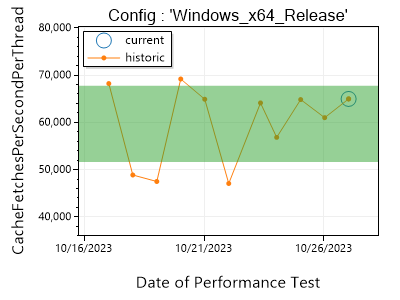 Config : 'Windows_x64_Release'
CacheFetchesPerSecondPerThread
80,000
70,000
60,000
50,000
40,000
current
historic
10/16/2023
10/21/2023
10/26/2023
Date of Performance Test